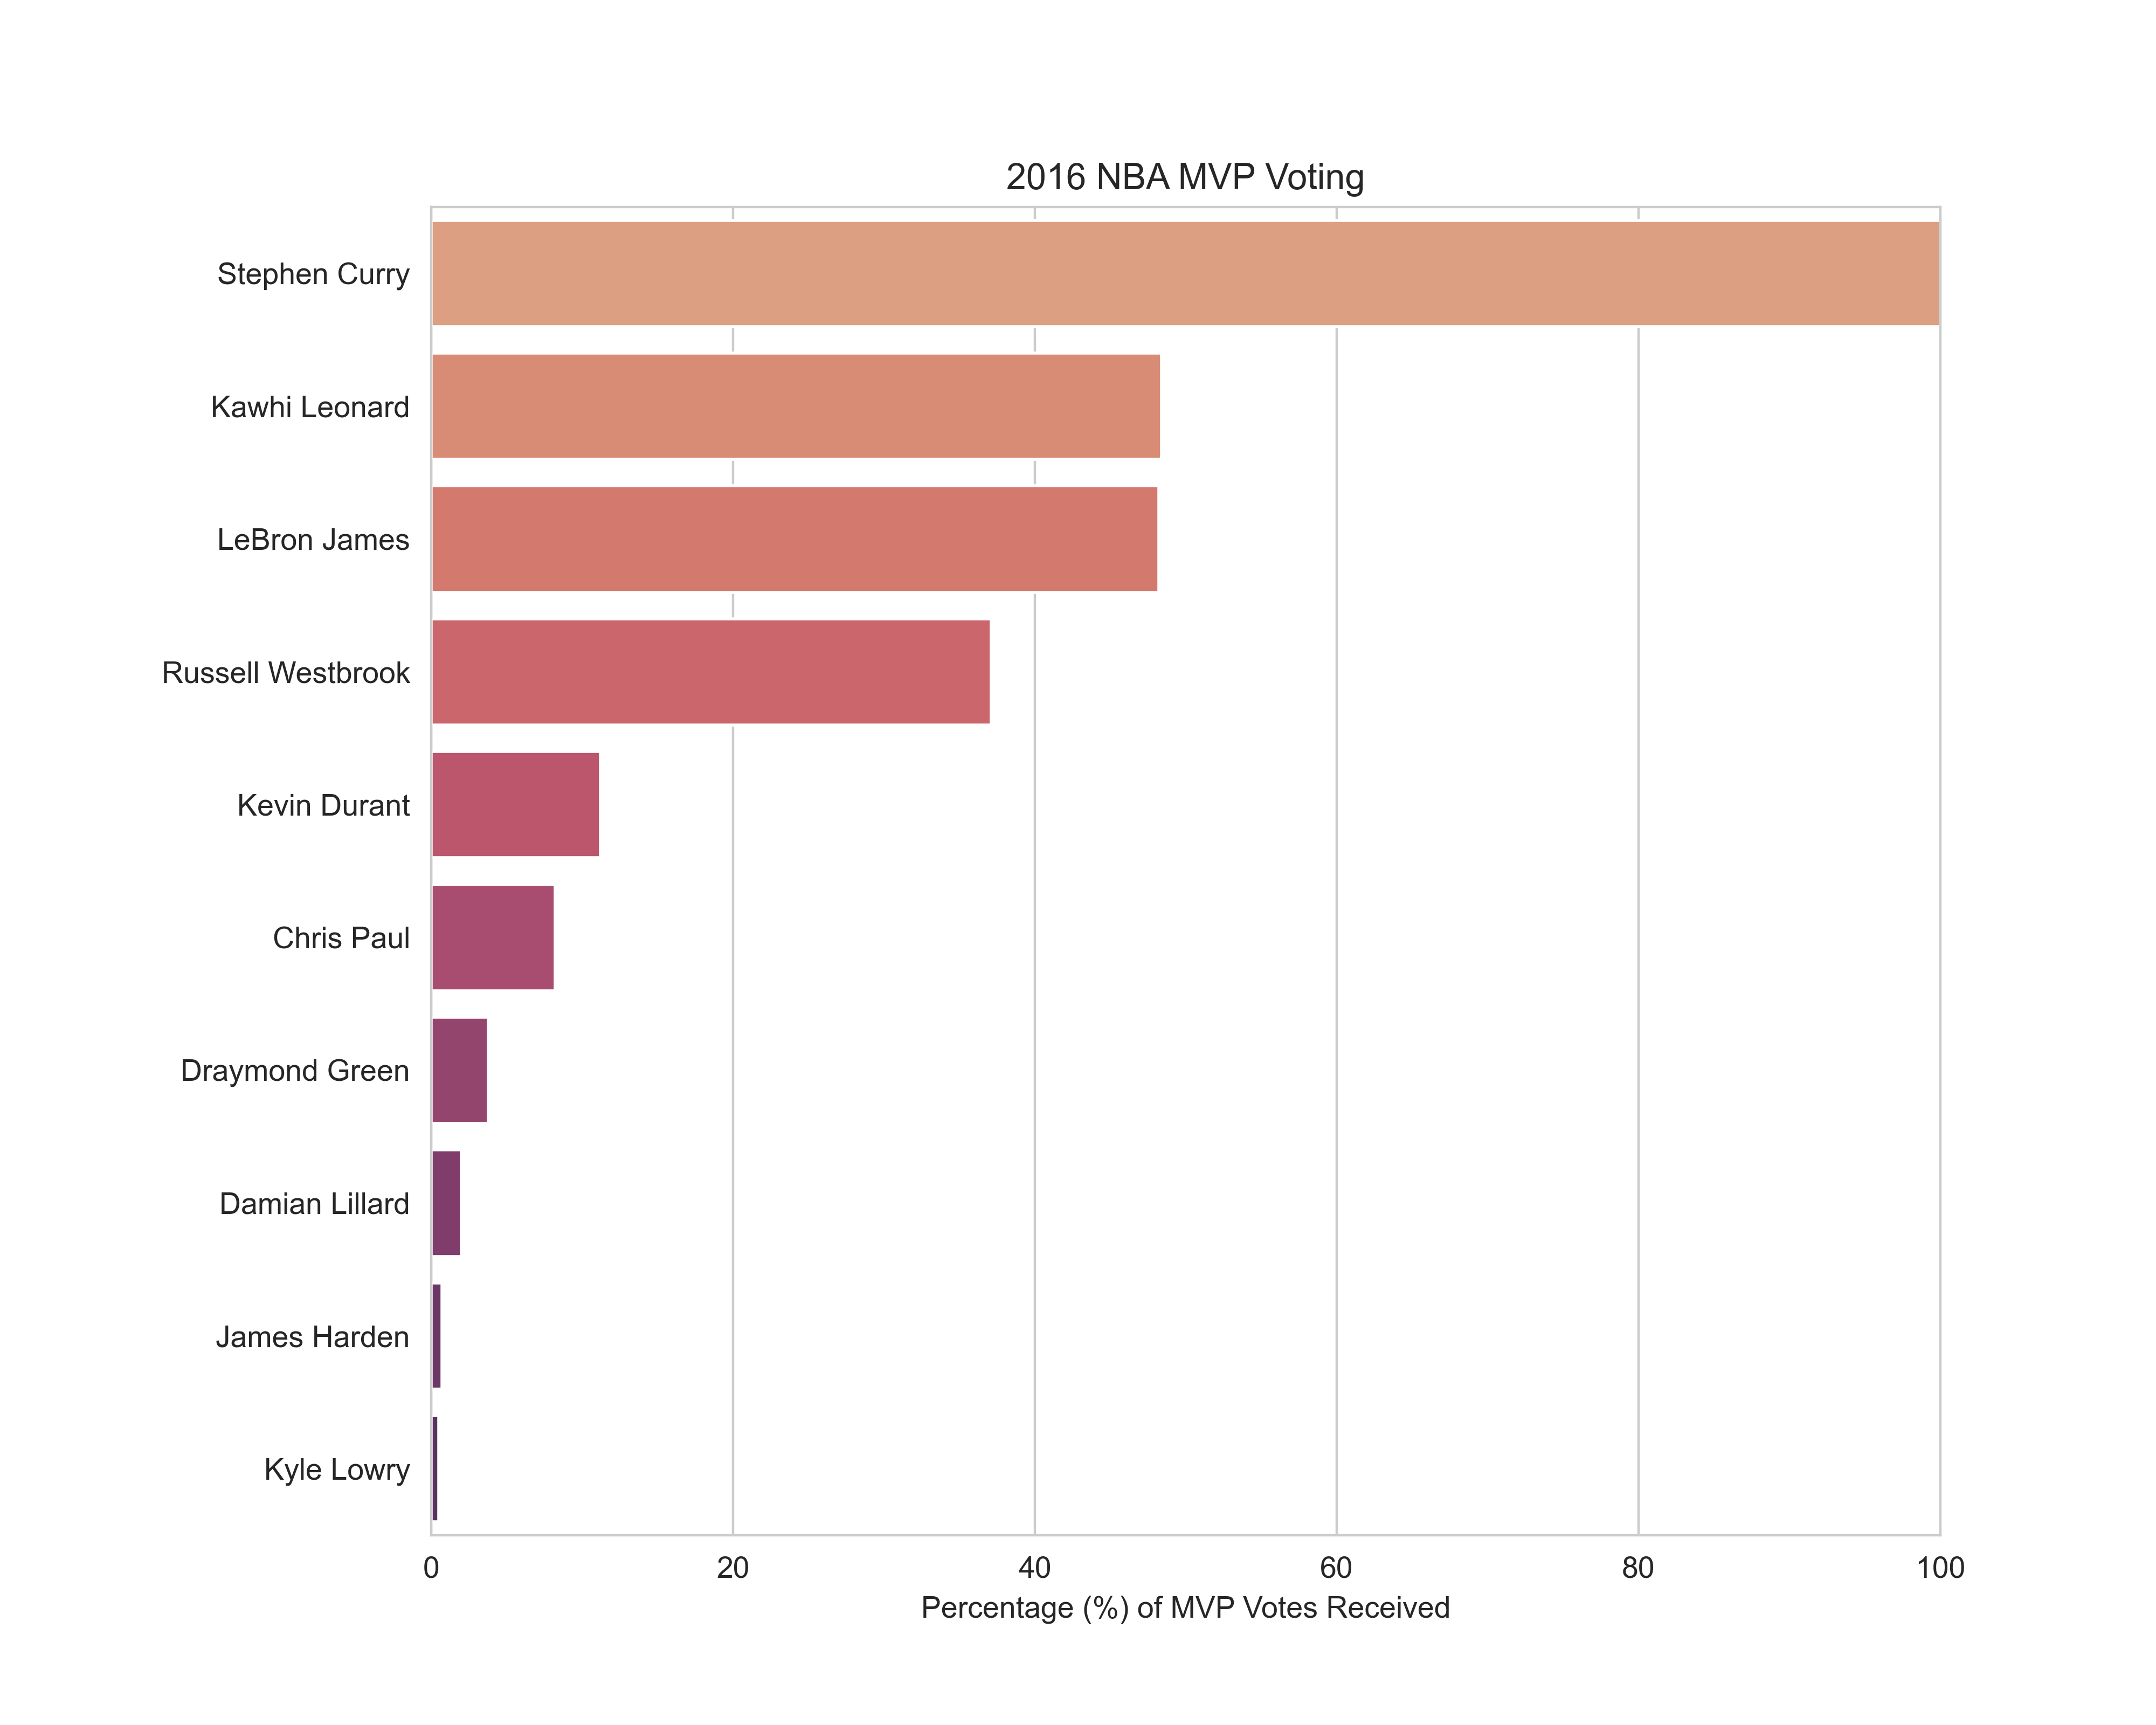 2016 NBA MVP Voting
Stephen Curry
Kawhi Leonard
LeBron James
Russell Westbrook
Kevin Durant
Chris Paul
Draymond Green
Damian Lillard
James Harden
Kyle Lowry
0 20 40 60 80 100
Percentage (%) of MVP Votes Received